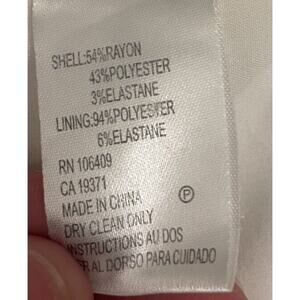 SHELL:54%RAYON
43%POLYESTER
3%ELASTANE
LINING:94%POLYESTER
6%ELASTANE
RN 106409
CA 19371
MADE IN CHINA
P
DRY CLEAN ONLY
INSTRUCTIONS AU DOS
AL DORSO PARA CUIDADO